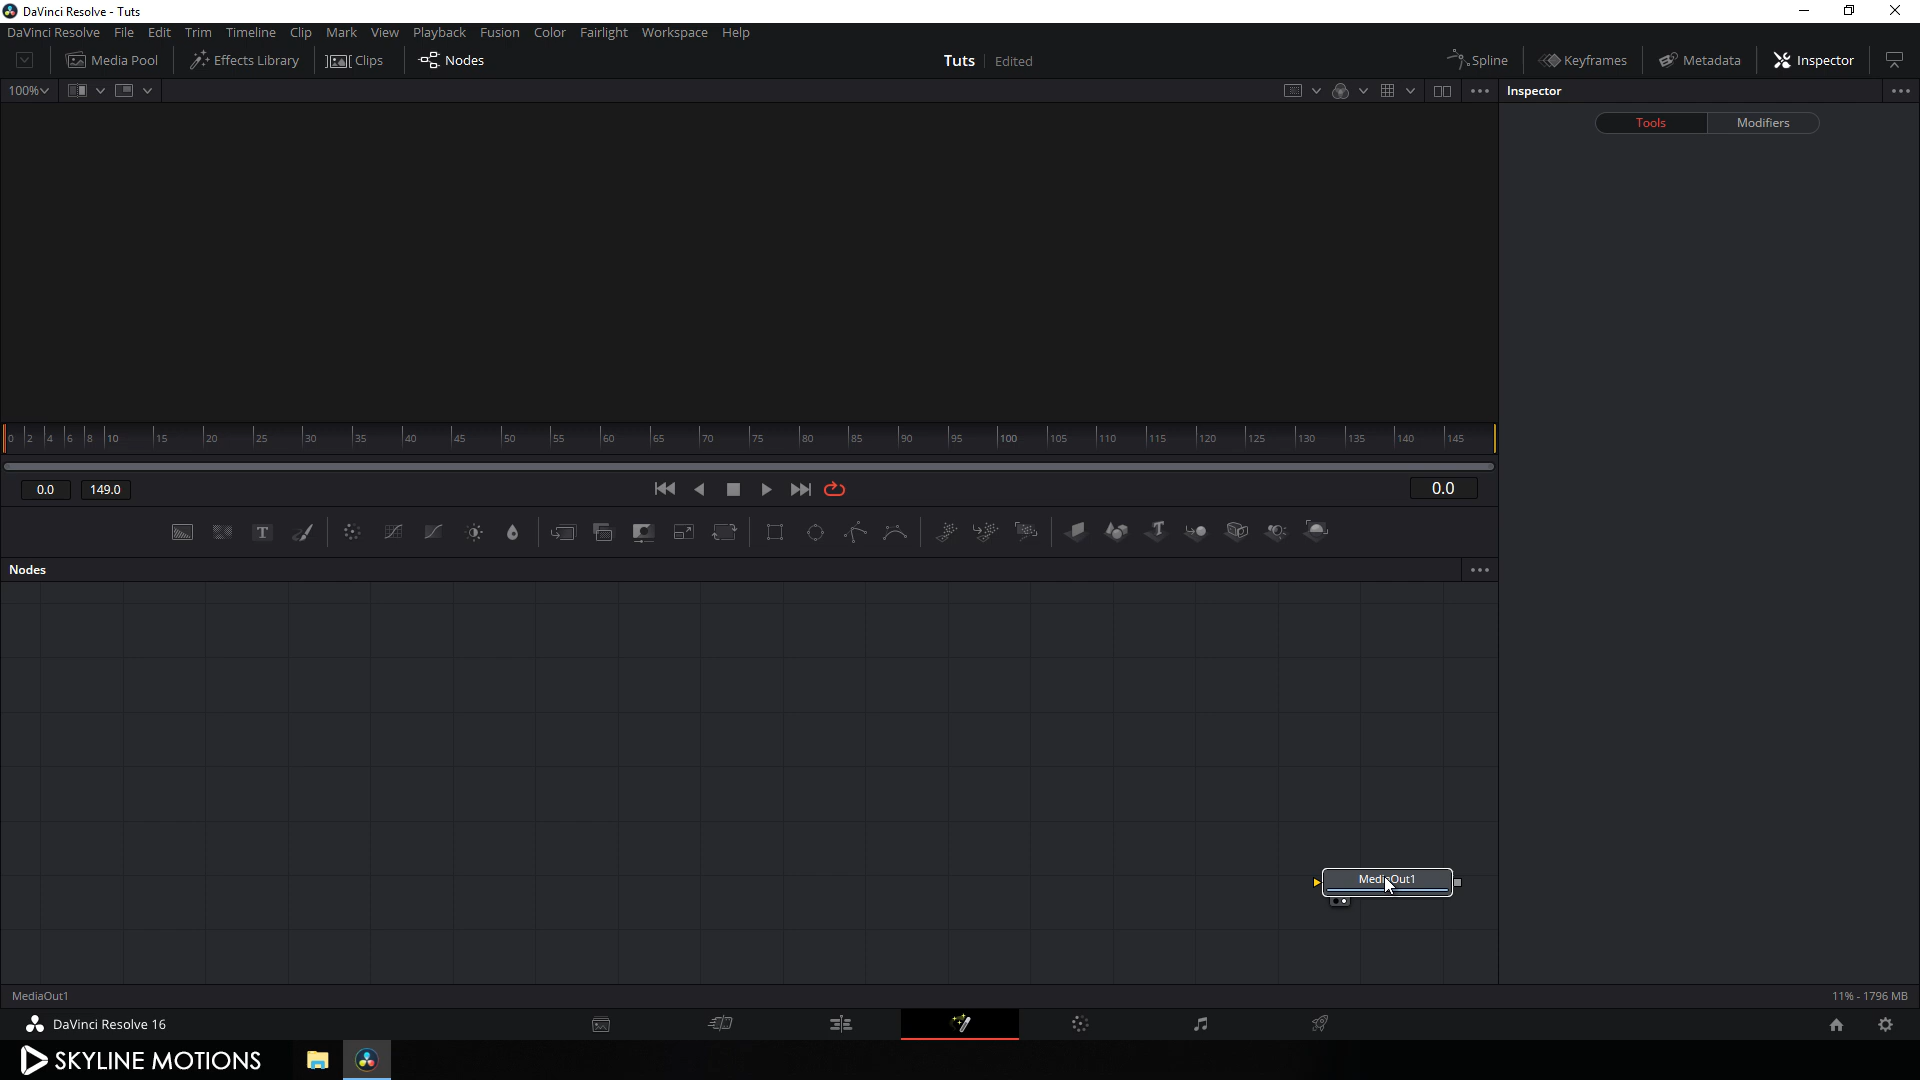 DaVinci Resolve - Tuts
DaVinci Resolve File Edit Trim Timeline Clip Mark View Playback Fusion Color Fairlight Workspace Help
Media Pool Effects Library Clips Nodes Tuts Edited Spline Keyframes Metadata Inspector
100% Inspector
Tools Modifiers
0 2 4 6 8 10 15 20 25 30 35 40 45 50 55 60 65 70 75 80 85 90 95 100 105 110 115 120 125 130 135 140 145
0.0 149.0 0.0
Nodes
MediaOut1
MediaOut1 11% - 1796 MB
DaVinci Resolve 16
SKYLINE MOTIONS